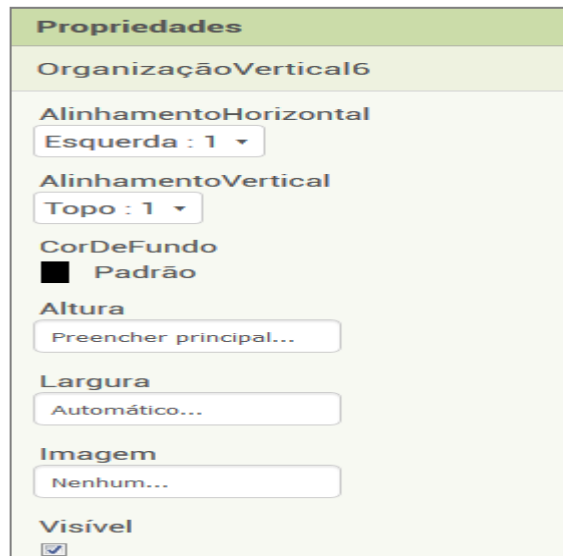 Propriedades
OrganizaçãoVertical6
AlinhamentoHorizontal
Esquerda : 1
AlinhamentoVertical
Topo : 1
CorDeFundo
Padrão
Altura
Preencher principal...
Largura
Automático...
Imagem
Nenhum...
Visível